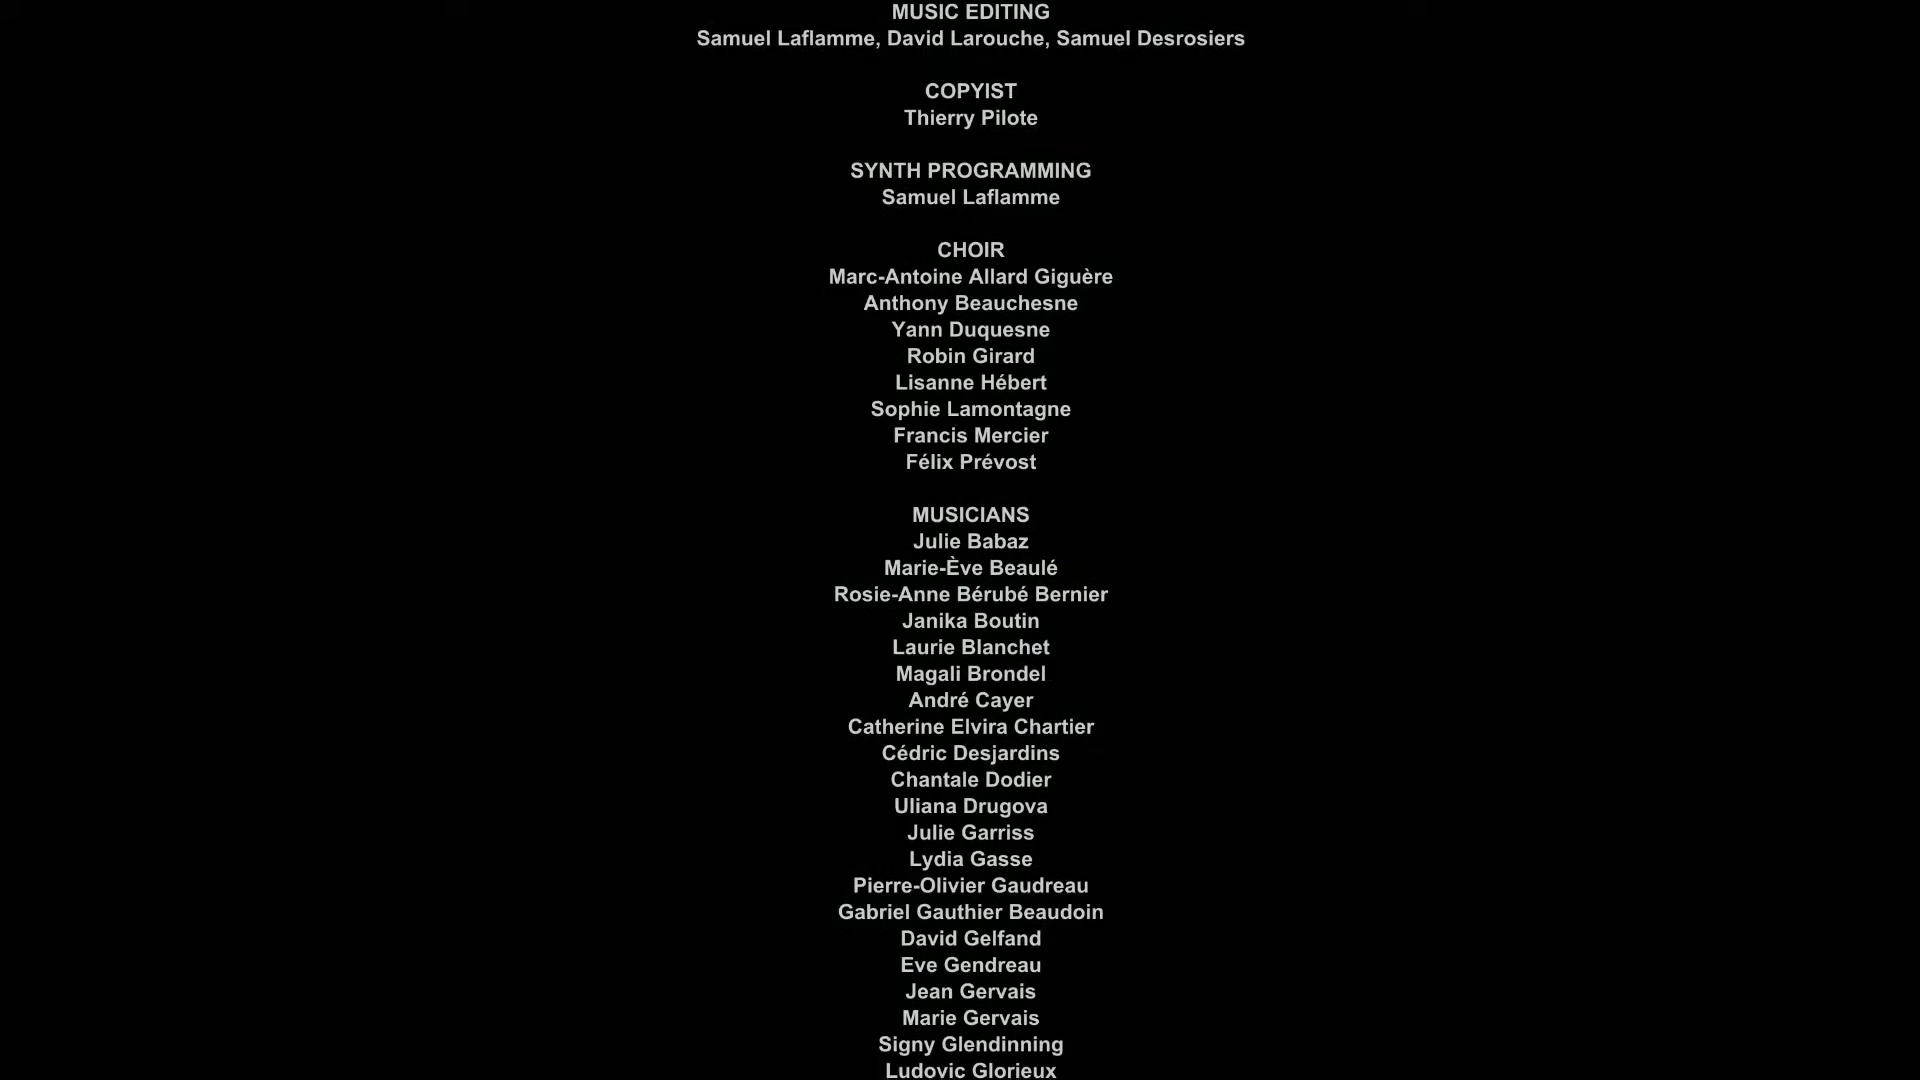 MUSIC EDITING
Samuel Laflamme, David Larouche, Samuel Desrosiers
COPYIST
Thierry Pilote
SYNTH PROGRAMMING
Samuel Laflamme
CHOIR
Marc-Antoine Allard Giguère
Anthony Beauchesne
Yann Duquesne
Robin Girard
Lisanne Hébert
Sophie Lamontagne
Francis Mercier
Félix Prévost
MUSICIANS
Julie Babaz
Marie-Ève Beaulé
Rosie-Anne Bérubé Bernier
Janika Boutin
Laurie Blanchet
Magali Brondel
André Cayer
Catherine Elvira Chartier
Cédric Desjardins
Chantale Dodier
Uliana Drugova
Julie Garriss
Lydia Gasse
Pierre-Olivier Gaudreau
Gabriel Gauthier Beaudoin
David Gelfand
Eve Gendreau
Jean Gervais
Marie Gervais
Signy Glendinning
Ludovic Glorieux